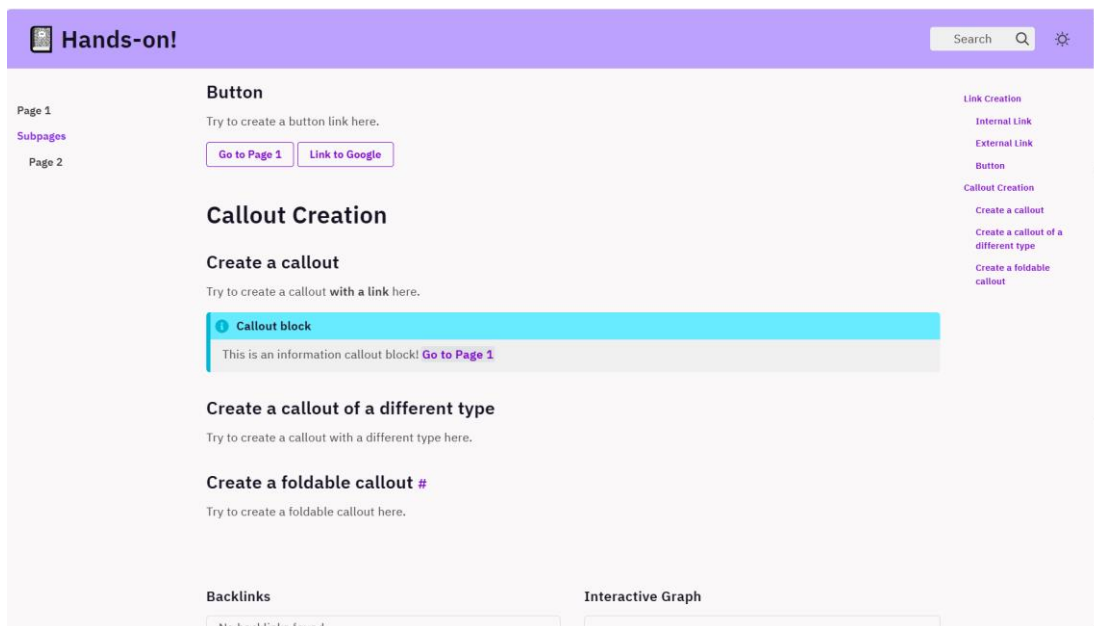 Hands-on!
Search
Page 1
Subpages
Page 2
Button
Try to create a button link here.
Go to Page 1
Link to Google
Callout Creation
Create a callout
Try to create a callout with a link here.
Callout block
This is an information callout block! Go to Page 1
Create a callout of a different type
Try to create a callout with a different type here.
Create a foldable callout #
Try to create a foldable callout here.
Backlinks
No backlinks found
Interactive Graph
Link Creation
Internal Link
External Link
Button
Callout Creation
Create a callout
Create a callout of a
different type
Create a foldable
callout